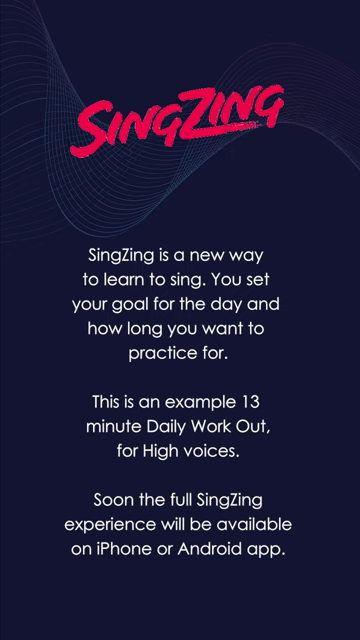 SINGZING
SingZing is a new way
to learn to sing. You set
your goal for the day and
how long you want to
practice for.
This is an example 13
minute Daily Work Out,
for High voices.
Soon the full SingZing
experience will be available
on iPhone or Android app.